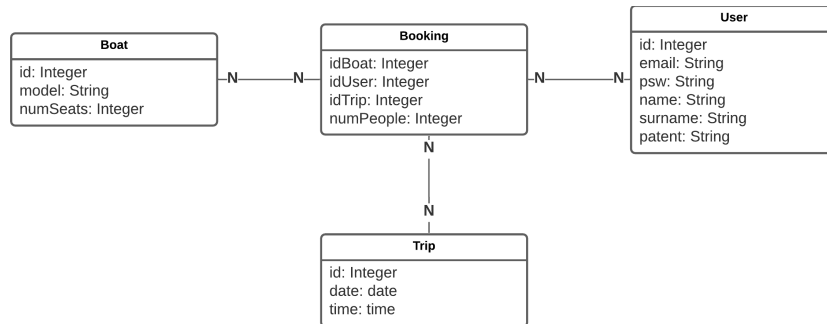 Boat
id: Integer
model: String
numSeats: Integer
N
N
Booking
idBoat: Integer
idUser: Integer
idTrip: Integer
numPeople: Integer
N
N
User
id: Integer
email: String
psw: String
name: String
surname: String
patent: String
N
N
Trip
id: Integer
date: date
time: time